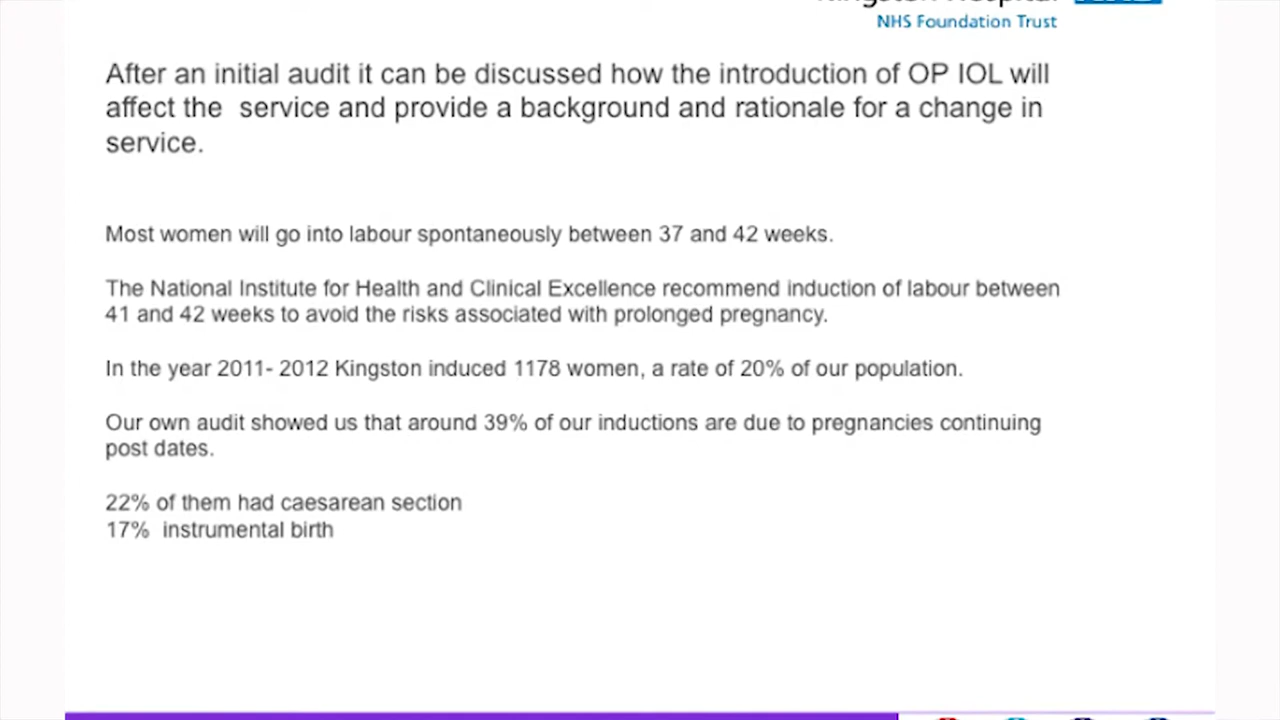 Kingston Hospital NHS
NHS Foundation Trust
After an initial audit it can be discussed how the introduction of OP IOL will
affect the  service and provide a background and rationale for a change in
service.
Most women will go into labour spontaneously between 37 and 42 weeks.
The National Institute for Health and Clinical Excellence recommend induction of labour between
41 and 42 weeks to avoid the risks associated with prolonged pregnancy.
In the year 2011- 2012 Kingston induced 1178 women, a rate of 20% of our population.
Our own audit showed us that around 39% of our inductions are due to pregnancies continuing
post dates.
22% of them had caesarean section
17%  instrumental birth